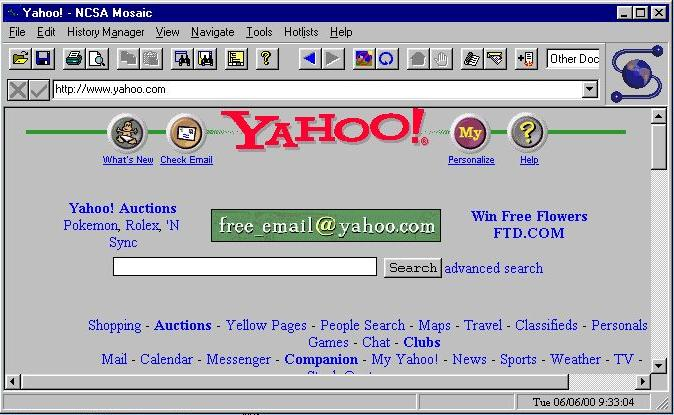 Yahoo! - NCSA Mosaic
File Edit History Manager View Navigate Tools Hotlists Help
Other Doc
http://www.yahoo.com
YAHOO!
My
?
What's New Check Email Personalize Help
Yahoo! Auctions
Pokemon, Rolex, 'N
Sync
free_email@yahoo.com
Win Free Flowers
FTD.COM
Search advanced search
Shopping - Auctions - Yellow Pages - People Search - Maps - Travel - Classifieds - Personals
Games - Chat - Clubs
Mail - Calendar - Messenger - Companion - My Yahoo! - News - Sports - Weather - TV -
Tue 06/06/00 9:33:04